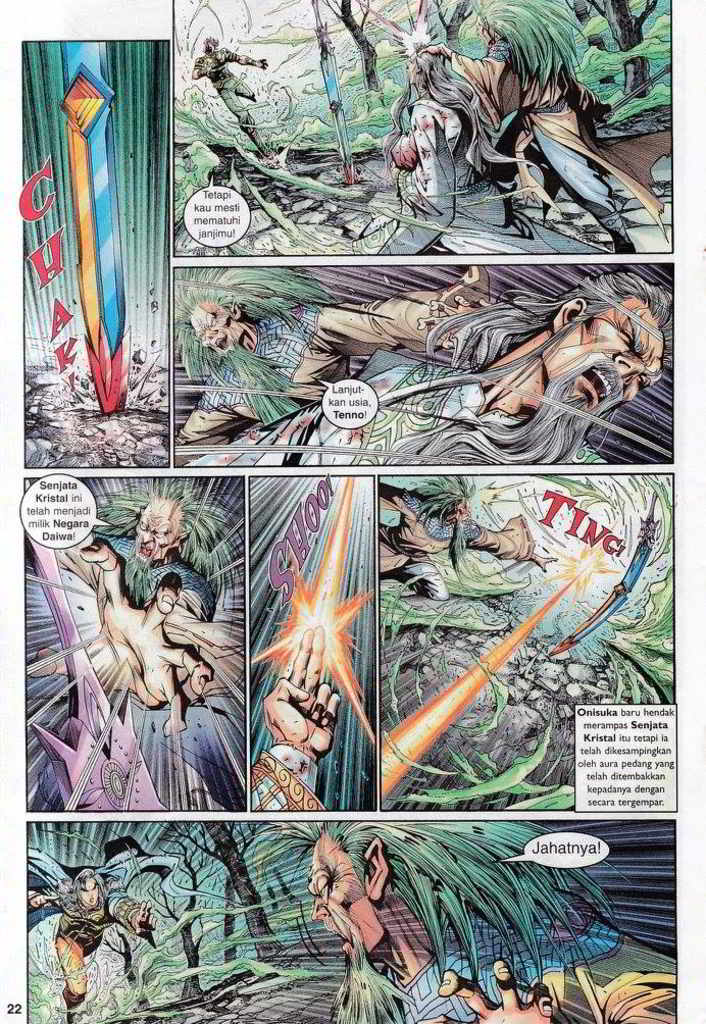 CHAK!
Tetapi
kau mesti
mematuhi
janjimu!
Lanjut-
kan usia,
Tenno!
Senjata
Kristal ini
telah menjadi
milik Negara
Daiwa!
SHOOO!
TING!
Onisuka baru hendak
merampas Senjata
Kristal itu tetapi ia
telah dikesampingkan
oleh aura pedang yang
telah ditembakkan
kepadanya dengan
secara tergempar.
Jahatnya!
22